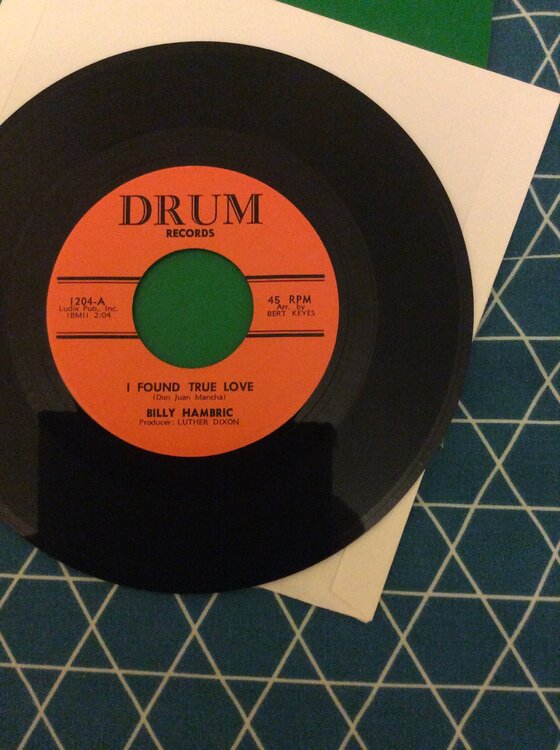 DRUM
RECORDS
1204-A
Ludix Pub., Inc.
(BMI) 2:04
45 RPM
Arr. by
BERT KEYES
I FOUND TRUE LOVE
(Don Juan Mancha)
BILLY HAMBRIC
Producer: LUTHER DIXON